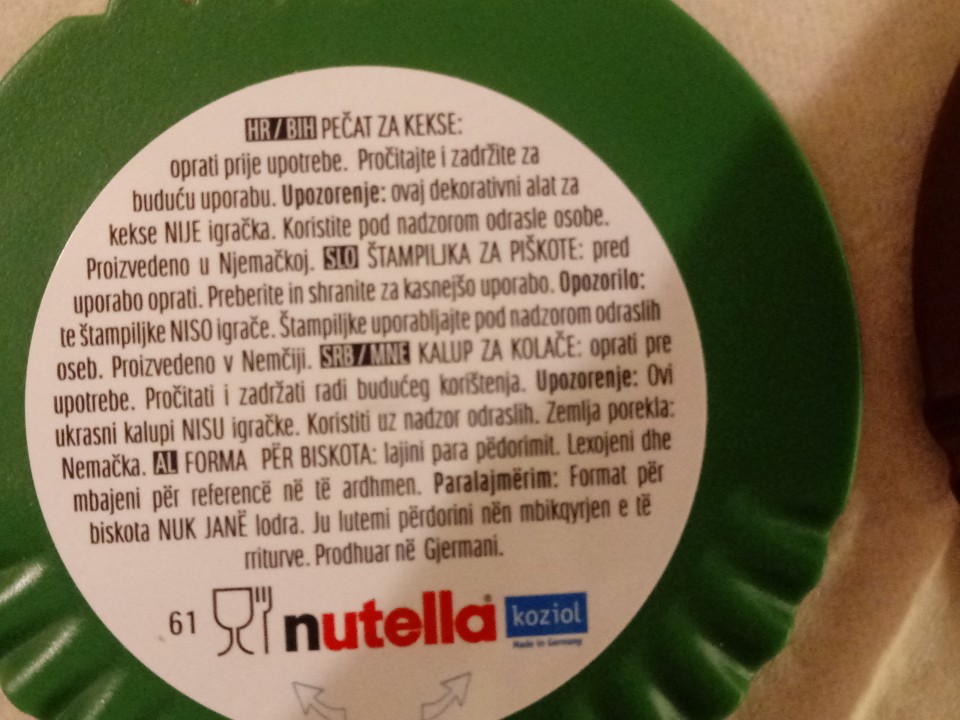 HR/BIH PEČAT ZA KEKSE:
oprati prije upotrebe. Pročitajte i zadržite za
buduću uporabu. Upozorenje: ovaj dekorativni alat za
kekse NIJE igračka. Koristite pod nadzorom odrasle osobe.
Proizvedeno u Njemačkoj. SLO ŠTAMPILJKA ZA PIŠKOTE: pred
uporabo oprati. Preberite in shranite za kasnejšo uporabo. Opozorilo:
te štampiljke NISO igrače. Štampiljke uporabljajte pod nadzorom odraslih
oseb. Proizvedeno v Nemčiji. SRB/MNE KALUP ZA KOLAČE: oprati pre
upotrebe. Pročitati i zadržati radi budućeg korištenja. Upozorenje: Ovi
ukrasni kalupi NISU igračke. Koristiti uz nadzor odraslih. Zemlja porekla:
Nemačka. AL FORMA PËR BISKOTA: lajini para pëdorimit. Lexojeni dhe
mbajeni për referencë në të ardhmen. Paralajmërim: Format për
biskota NUK JANË lodra. Ju lutemi përdorini nën mbikqyrjen e të
rriturve. Prodhuar në Gjermani.
61 nutella koziol
Made in Germany